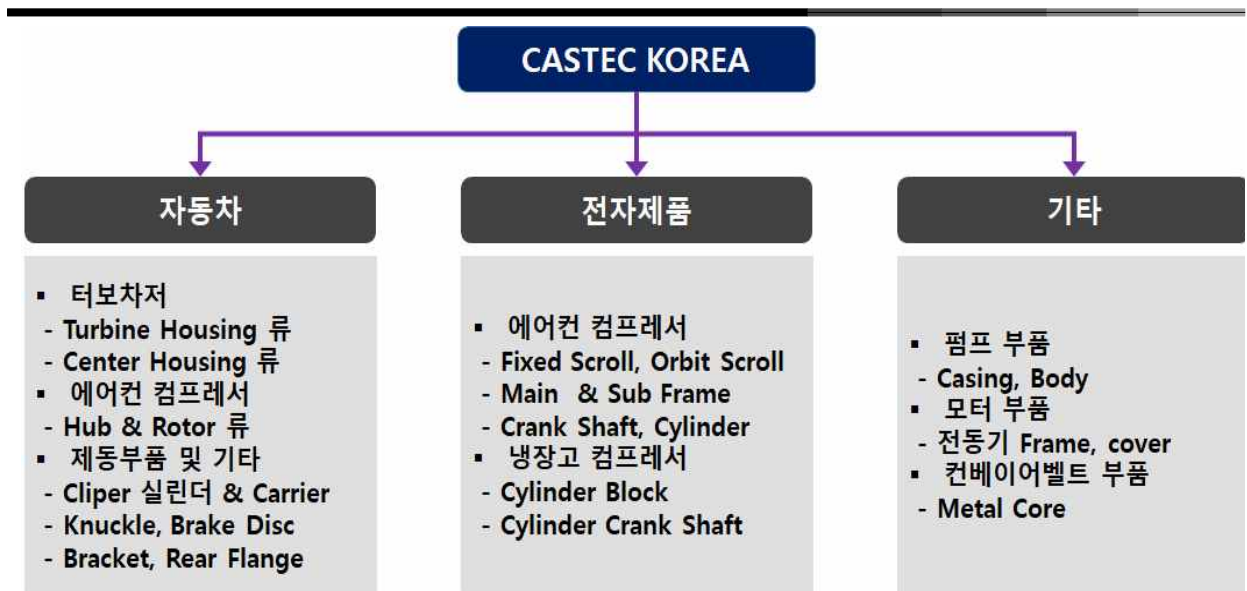 CASTEC KOREA
자동차
▪ 터보차저
- Turbine Housing 류
- Center Housing 류
▪ 에어컨 컴프레서
- Hub & Rotor 류
▪ 제동부품 및 기타
- Cliper 실린더 & Carrier
- Knuckle, Brake Disc
- Bracket, Rear Flange
전자제품
▪ 에어컨 컴프레서
- Fixed Scroll, Orbit Scroll
- Main & Sub Frame
- Crank Shaft, Cylinder
▪ 냉장고 컴프레서
- Cylinder Block
- Cylinder Crank Shaft
기타
▪ 펌프 부품
- Casing, Body
▪ 모터 부품
- 전동기 Frame, cover
▪ 컨베이어벨트 부품
- Metal Core